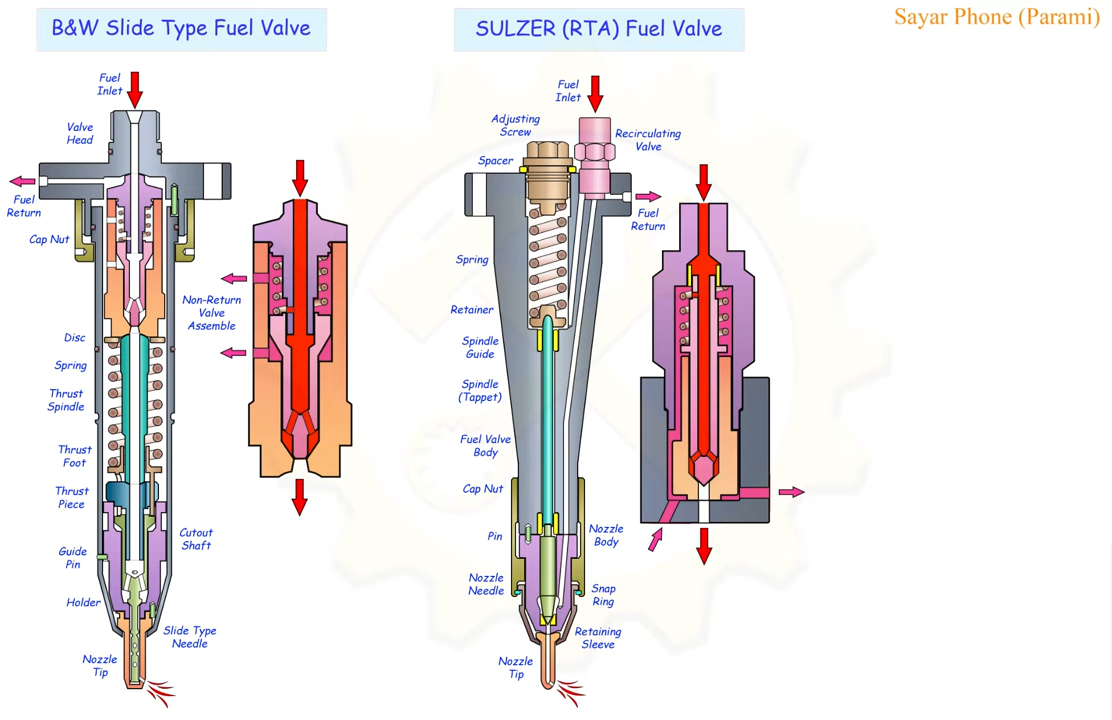 B&W Slide Type Fuel Valve
SULZER (RTA) Fuel Valve
Sayar Phone (Parami)
Fuel
Inlet
Valve
Head
Fuel
Return
Cap Nut
Non-Return
Valve
Assemble
Disc
Spring
Thrust
Spindle
Thrust
Foot
Thrust
Piece
Cutout
Shaft
Guide
Pin
Holder
Slide Type
Needle
Nozzle
Tip
Fuel
Inlet
Adjusting
Screw
Recirculating
Valve
Spacer
Fuel
Return
Spring
Retainer
Spindle
Guide
Spindle
(Tappet)
Fuel Valve
Body
Cap Nut
Pin
Nozzle
Body
Nozzle
Needle
Snap
Ring
Retaining
Sleeve
Nozzle
Tip